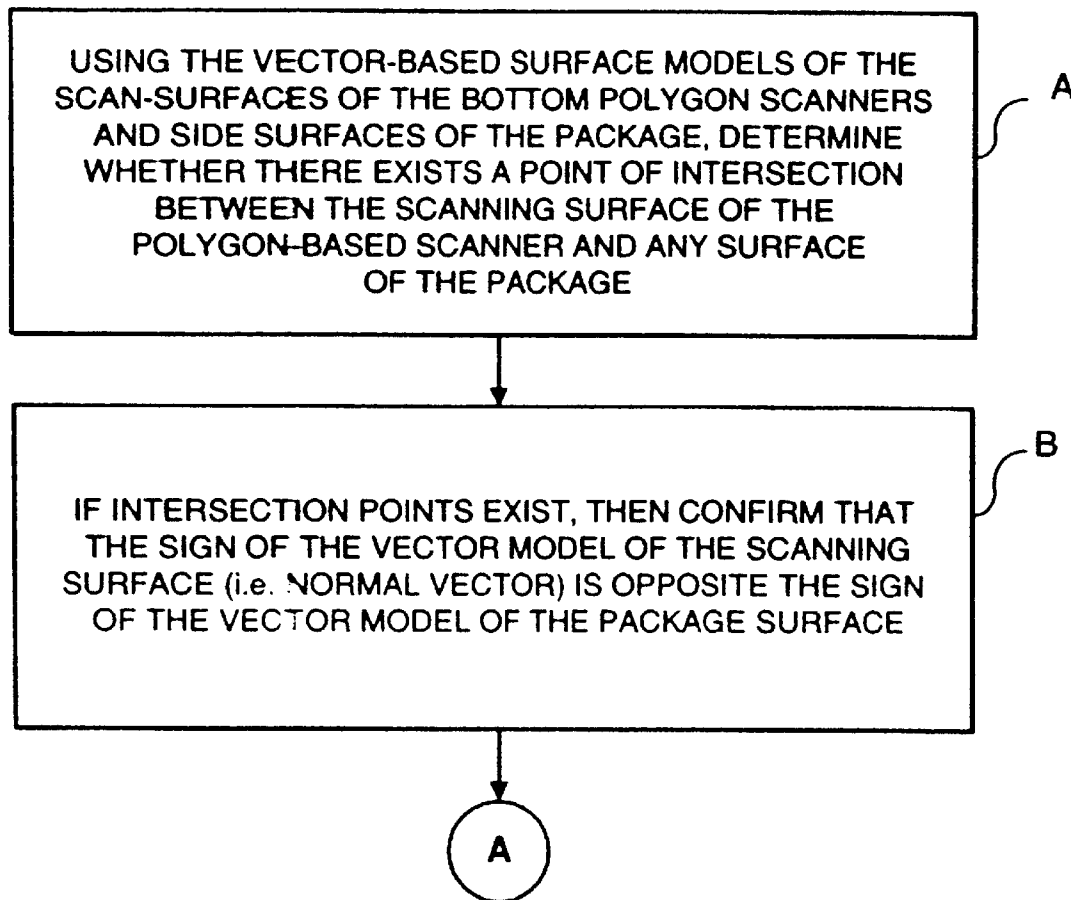 USING THE VECTOR-BASED SURFACE MODELS OF THE
SCAN-SURFACES OF THE BOTTOM POLYGON SCANNERS
AND SIDE SURFACES OF THE PACKAGE, DETERMINE
WHETHER THERE EXISTS A POINT OF INTERSECTION
BETWEEN THE SCANNING SURFACE OF THE
POLYGON-BASED SCANNER AND ANY SURFACE
OF THE PACKAGE
A
IF INTERSECTION POINTS EXIST, THEN CONFIRM THAT
THE SIGN OF THE VECTOR MODEL OF THE SCANNING
SURFACE (i.e. NORMAL VECTOR) IS OPPOSITE THE SIGN
OF THE VECTOR MODEL OF THE PACKAGE SURFACE
B
A